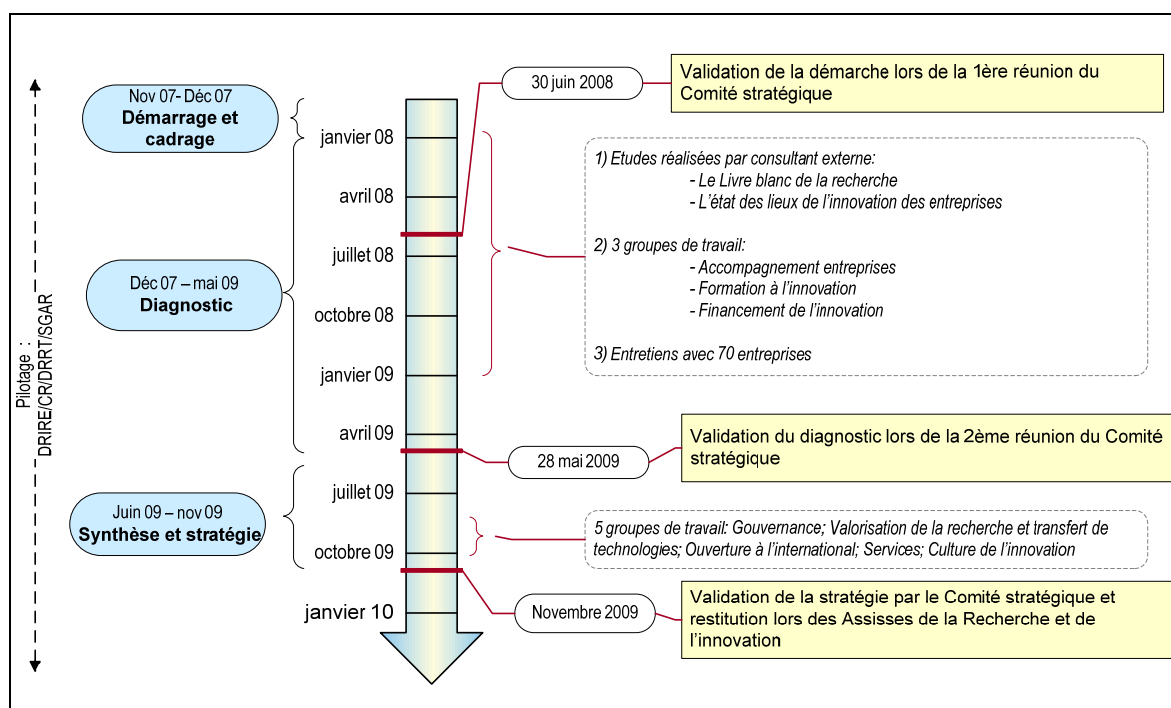 Pilotage :
DRIRE/CR/DRRT/SGAR
Nov 07- Déc 07
Démarrage et
cadrage
Déc 07 – mai 09
Diagnostic
Juin 09 – nov 09
Synthèse et stratégie
janvier 08
avril 08
juillet 08
octobre 08
janvier 09
avril 09
juillet 09
octobre 09
janvier 10
30 juin 2008
Validation de la démarche lors de la 1ère réunion du
Comité stratégique
1) Etudes réalisées par consultant externe:
- Le Livre blanc de la recherche
- L’état des lieux de l’innovation des entreprises
2) 3 groupes de travail:
- Accompagnement entreprises
- Formation à l’innovation
- Financement de l’innovation
3) Entretiens avec 70 entreprises
28 mai 2009
Validation du diagnostic lors de la 2ème réunion du Comité
stratégique
5 groupes de travail: Gouvernance; Valorisation de la recherche et transfert de
technologies; Ouverture à l’international; Services; Culture de l’innovation
Novembre 2009
Validation de la stratégie par le Comité stratégique et
restitution lors des Assisses de la Recherche et de
l’innovation